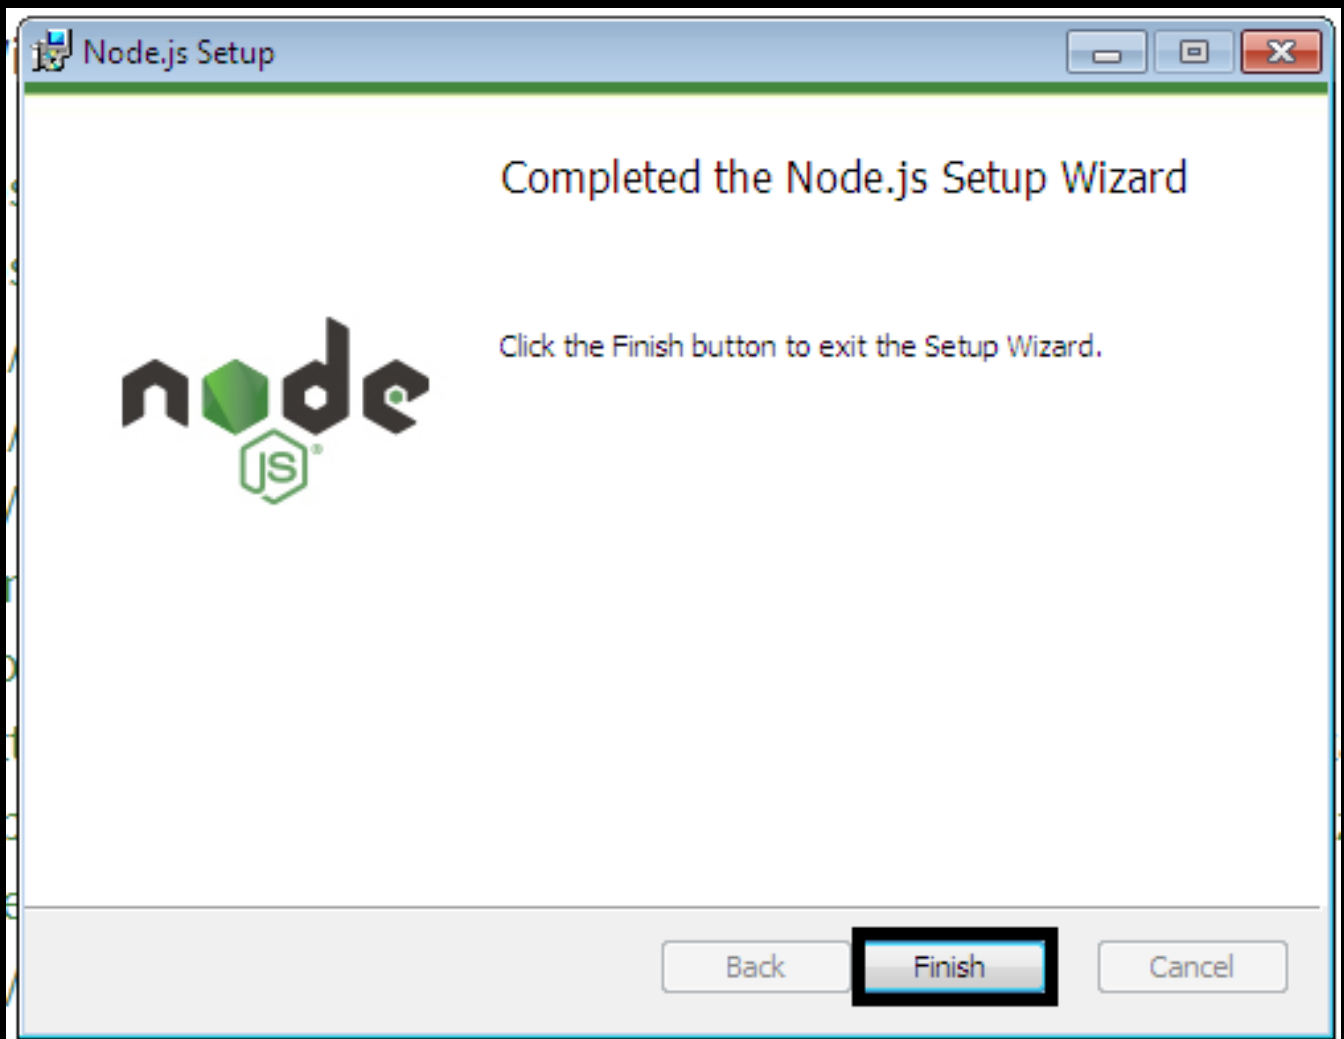 Node.js Setup
Completed the Node.js Setup Wizard
Click the Finish button to exit the Setup Wizard.
node
JS®
Back
Finish
Cancel